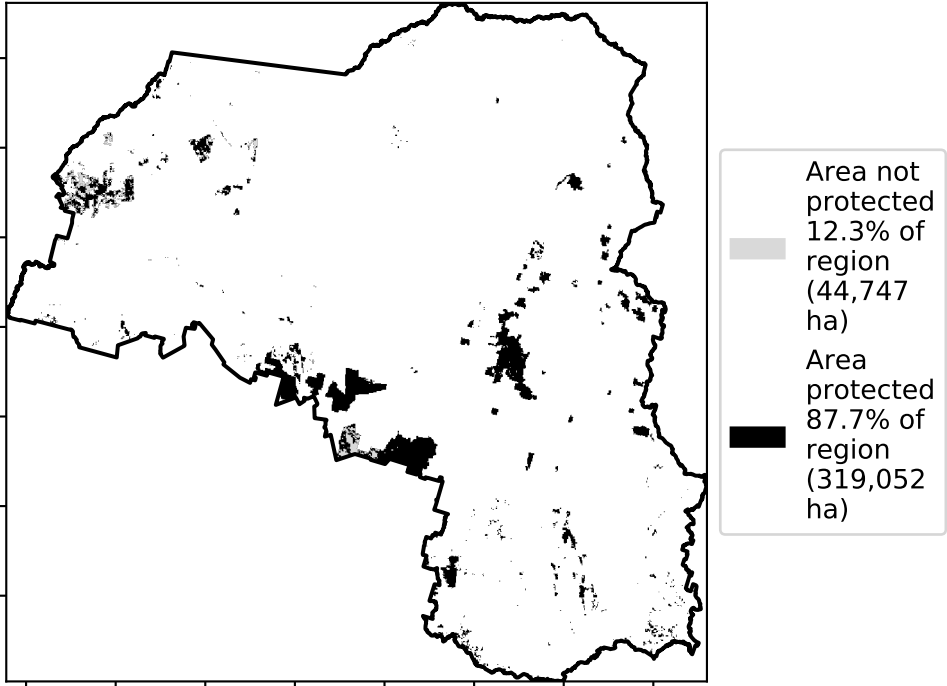 Area not
protected
12.3% of
region
(44,747
ha)
Area
protected
87.7% of
region
(319,052
ha)